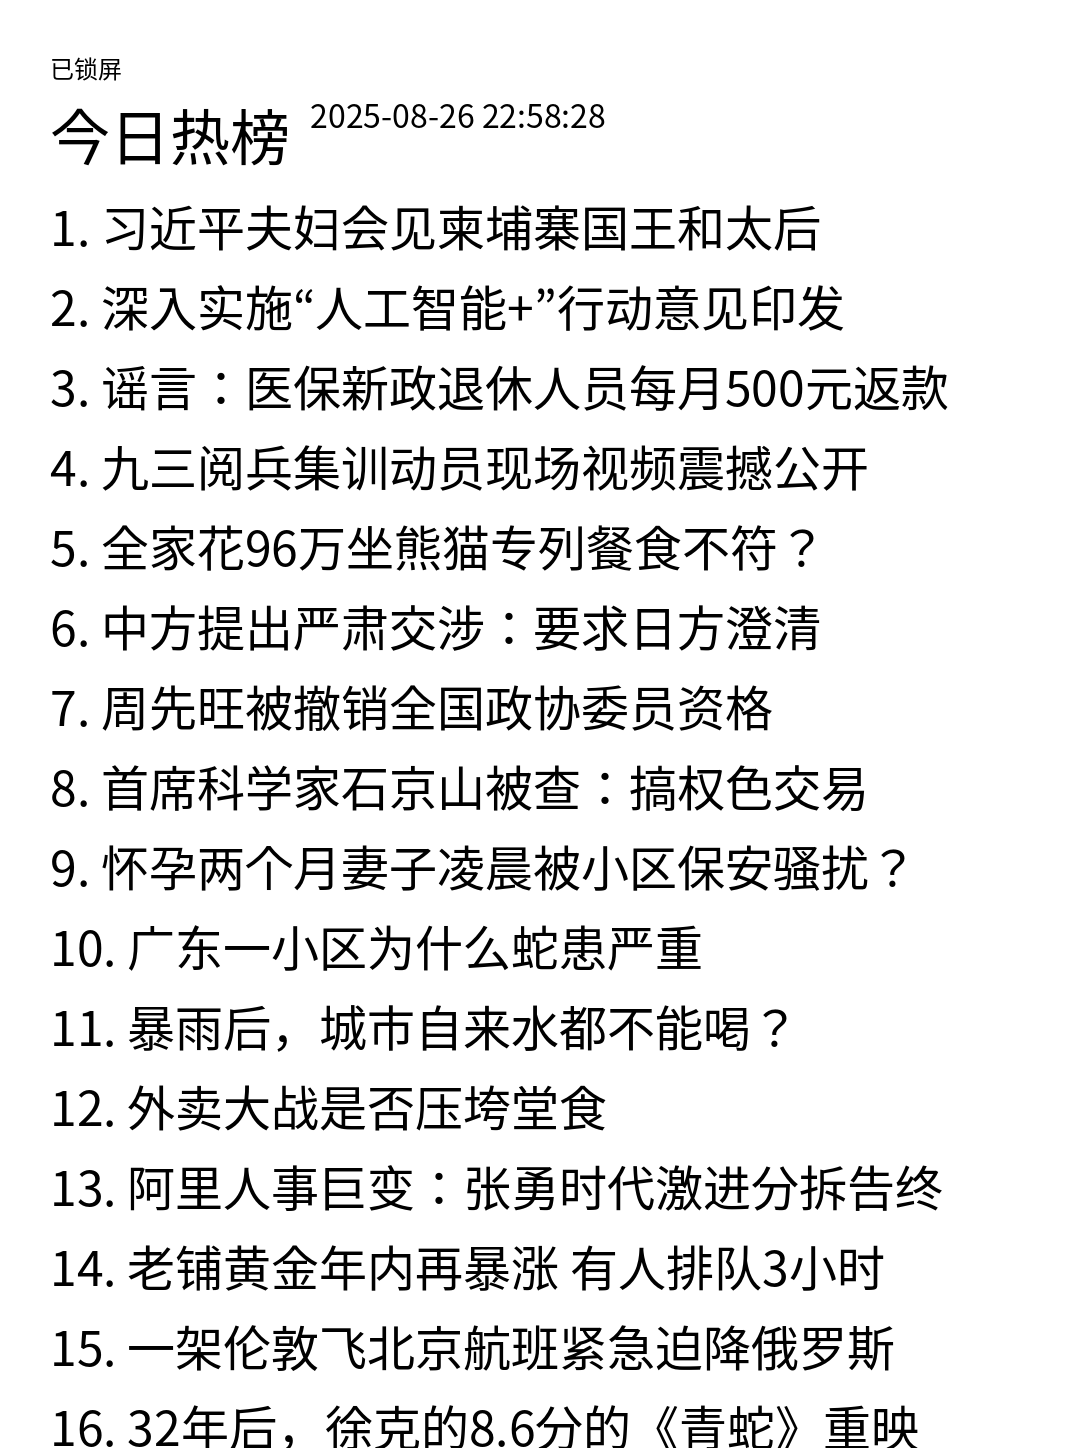 已锁屏
今日热榜 2025-08-26 22:58:28
1. 习近平夫妇会见柬埔寨国王和太后
2. 深入实施“人工智能+”行动意见印发
3. 谣言：医保新政退休人员每月500元返款
4. 九三阅兵集训动员现场视频震撼公开
5. 全家花96万坐熊猫专列餐食不符？
6. 中方提出严肃交涉：要求日方澄清
7. 周先旺被撤销全国政协委员资格
8. 首席科学家石京山被查：搞权色交易
9. 怀孕两个月妻子凌晨被小区保安骚扰？
10. 广东一小区为什么蛇患严重
11. 暴雨后，城市自来水都不能喝？
12. 外卖大战是否压垮堂食
13. 阿里人事巨变：张勇时代激进分拆告终
14. 老铺黄金年内再暴涨 有人排队3小时
15. 一架伦敦飞北京航班紧急迫降俄罗斯
16. 32年后，徐克的8.6分的《青蛇》重映